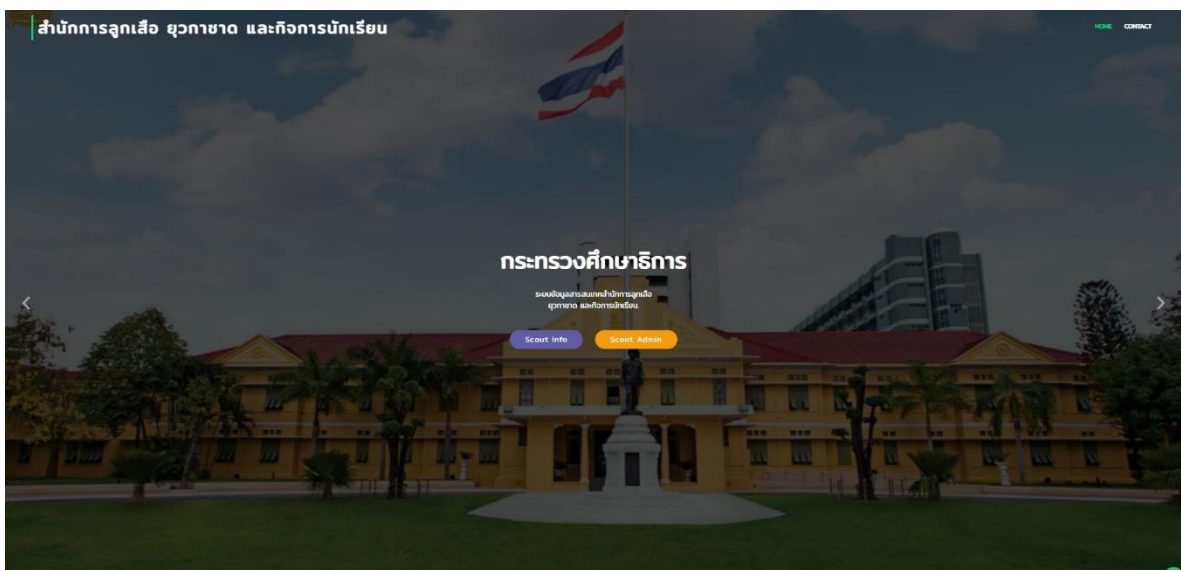 สำนักการลูกเสือ ยุวกาชาด และกิจการนักเรียน
HOME CONTACT
กระทรวงศึกษาธิการ
ระบบข้อมูลสารสนเทศสำนักการลูกเสือ
ยุวกาชาด และกิจการนักเรียน.
Scout Info Scout Admin